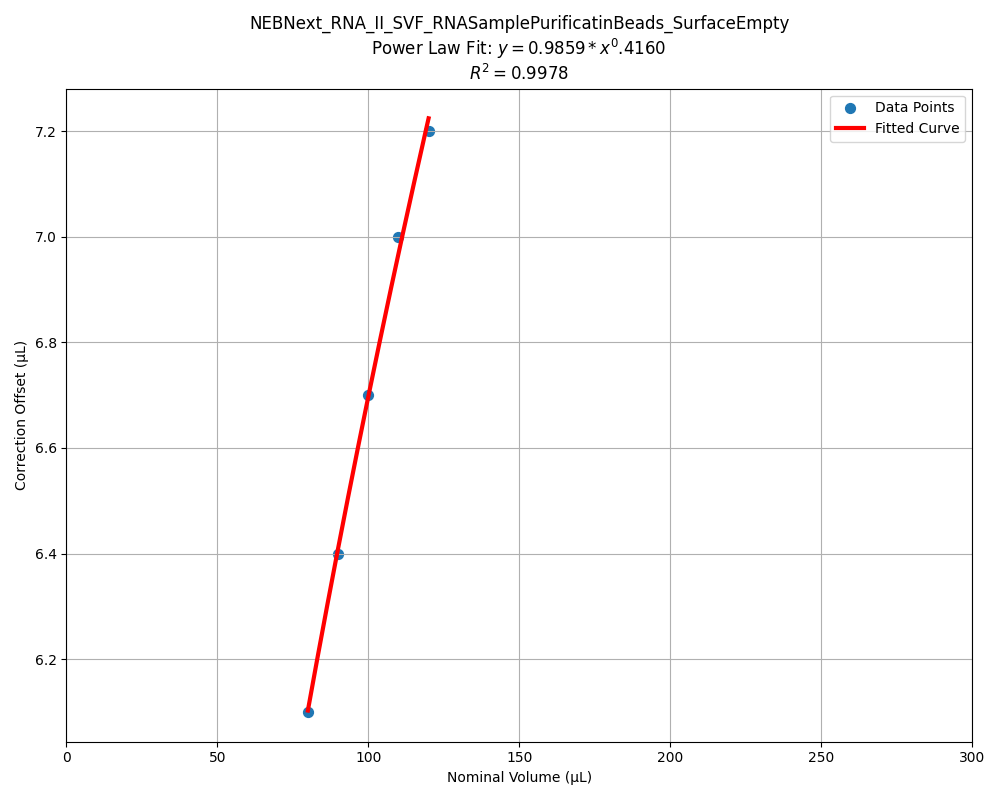 NEBNext_RNA_II_SVF_RNASamplePurificatinBeads_SurfaceEmpty
Power Law Fit: y = 0.9859 * x⁰.4160
R² = 0.9978
Data Points
Fitted Curve
7.2
7.0
6.8
6.6
6.4
6.2
Correction Offset (µL)
0 50 100 150 200 250 300
Nominal Volume (µL)